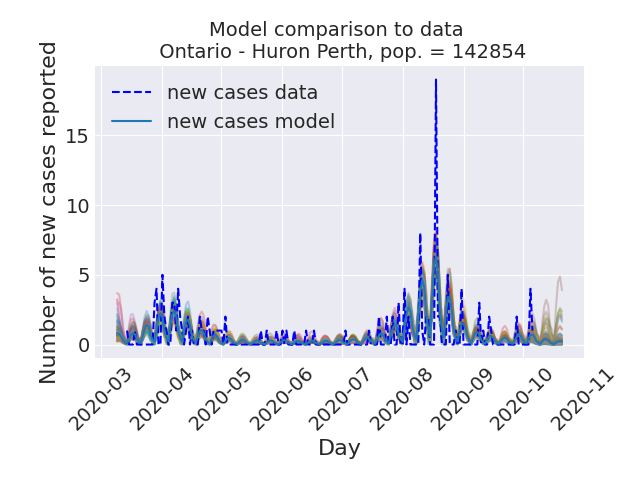 Model comparison to data
Ontario - Huron Perth, pop. = 142854
new cases data
new cases model
Number of new cases reported
15
10
5
0
2020-03
2020-04
2020-05
2020-06
2020-07
2020-08
2020-09
2020-10
2020-11
Day